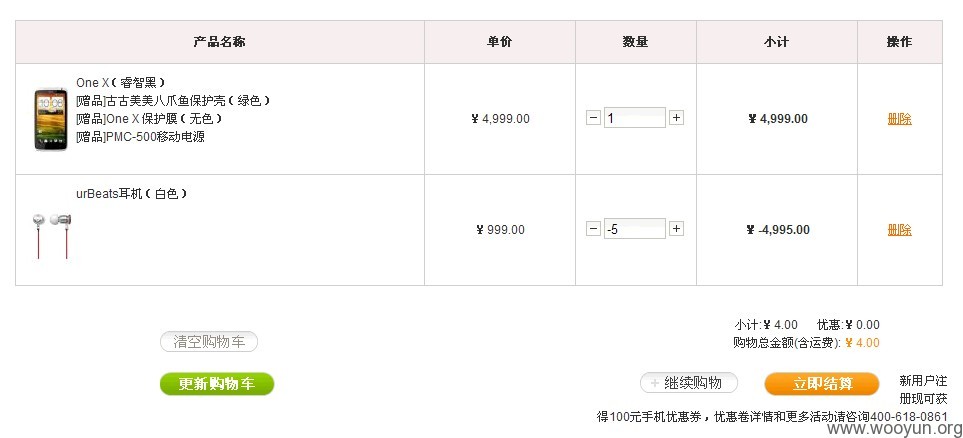 产品名称 单价 数量 小计 操作
One X（睿智黑）
[赠品]古古美美八爪鱼保护壳（绿色）
[赠品]One X 保护膜（无色）
[赠品]PMC-500移动电源
¥ 4,999.00 − 1 + ¥ 4,999.00 删除
urBeats耳机（白色）
¥ 999.00 − -5 + ¥ -4,995.00 删除
小计:¥ 4.00 优惠:¥ 0.00
清空购物车 购物总金额(含运费): ¥ 4.00
更新购物车 + 继续购物 立即结算 新用户注
册现可获
得100元手机优惠券，优惠卷详情和更多活动请咨询400-618-0861
www.wooyun.org